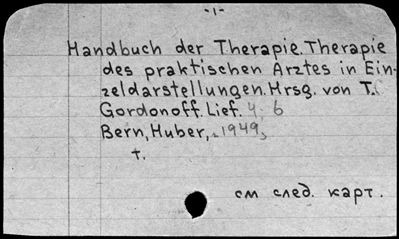 -1-
Handbuch der Therapie. Therapie
des praktischen Arztes in Ein-
zeldarstellungen. Hrsg. von T.
Gordonoff. Lief. 4; 6
Bern, Huber, 1949,
т.
см след. карт.